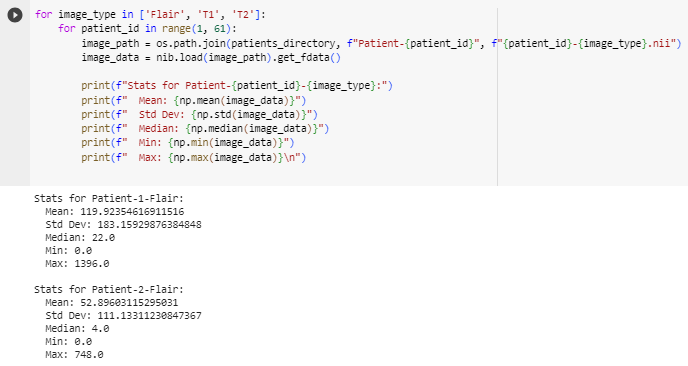 for image_type in ['Flair', 'T1', 'T2']:
    for patient_id in range(1, 61):
        image_path = os.path.join(patients_directory, f"Patient-{patient_id}", f"{patient_id}-{image_type}.nii")
        image_data = nib.load(image_path).get_fdata()

        print(f"Stats for Patient-{patient_id}-{image_type}:")
        print(f"  Mean: {np.mean(image_data)}")
        print(f"  Std Dev: {np.std(image_data)}")
        print(f"  Median: {np.median(image_data)}")
        print(f"  Min: {np.min(image_data)}")
        print(f"  Max: {np.max(image_data)}\n")

Stats for Patient-1-Flair:
  Mean: 119.92354616911516
  Std Dev: 183.15929876384848
  Median: 22.0
  Min: 0.0
  Max: 1396.0

Stats for Patient-2-Flair:
  Mean: 52.89603115295031
  Std Dev: 111.13311230847367
  Median: 4.0
  Min: 0.0
  Max: 748.0